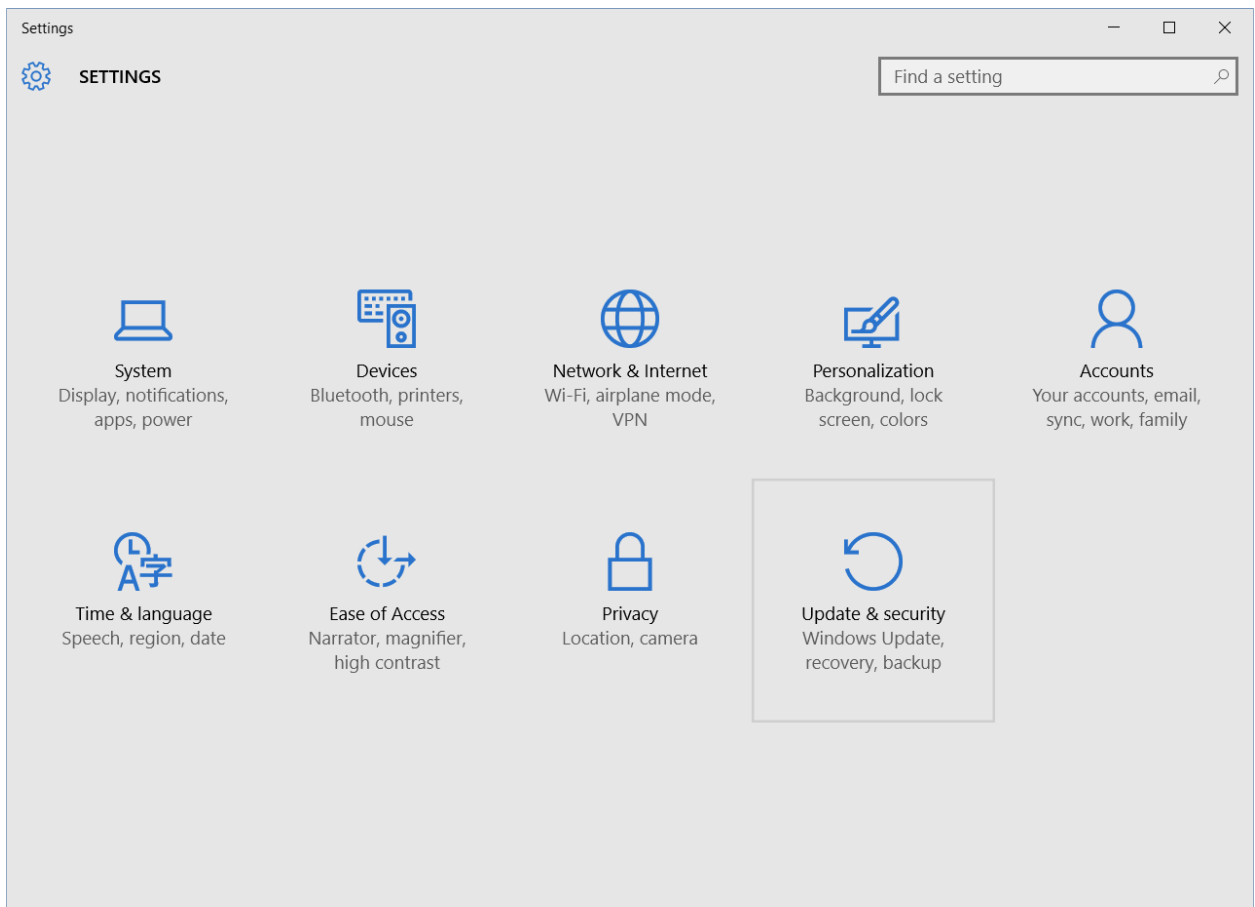 Settings
SETTINGS
Find a setting
System
Display, notifications,
apps, power
Devices
Bluetooth, printers,
mouse
Network & Internet
Wi-Fi, airplane mode,
VPN
Personalization
Background, lock
screen, colors
Accounts
Your accounts, email,
sync, work, family
A字
Time & language
Speech, region, date
Ease of Access
Narrator, magnifier,
high contrast
Privacy
Location, camera
Update & security
Windows Update,
recovery, backup